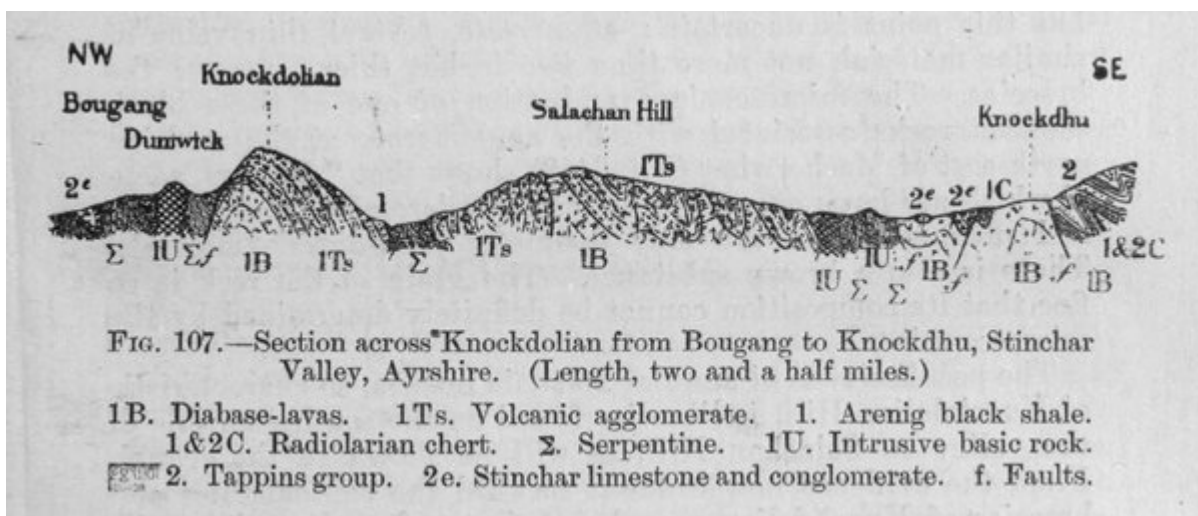 NW
SE
Knockdolian
Bougang
Salachan Hill
Knockdhu
Dunwick
2e 1 1Ts 2e 2e 1C 2
Σ 1U Σ f 1B 1Ts Σ 1Ts 1B 1U Σ 1U Σ f 1B f 1B f 1B 1&2C
FIG. 107.—Section across Knockdolian from Bougang to Knockdhu, Stinchar
Valley, Ayrshire. (Length, two and a half miles.)
1B. Diabase-lavas. 1Ts. Volcanic agglomerate. 1. Arenig black shale.
1&2C. Radiolarian chert. Σ. Serpentine. 1U. Intrusive basic rock.
2. Tappins group. 2e. Stinchar limestone and conglomerate. f. Faults.